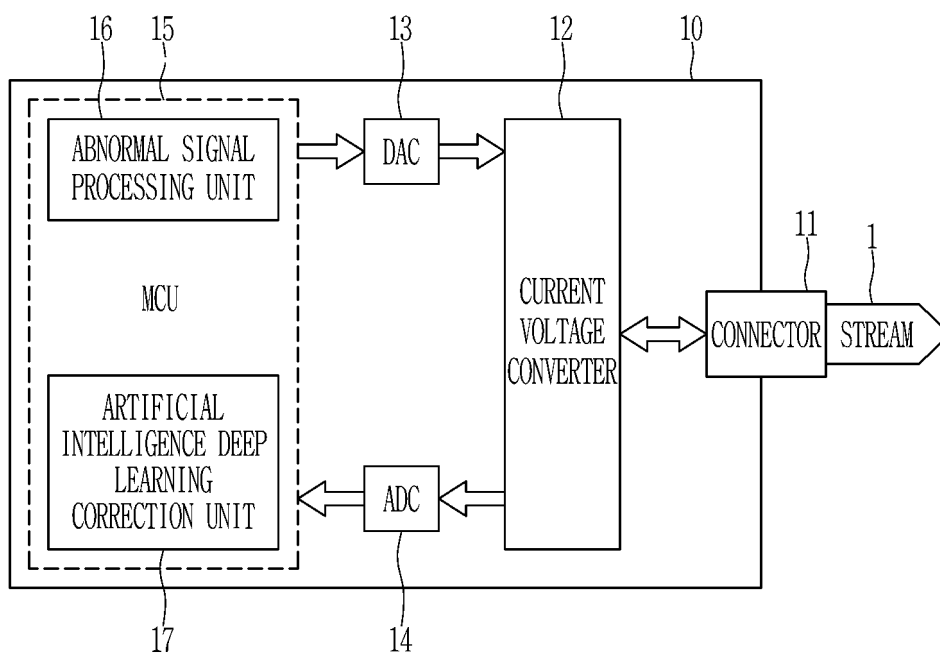 16
15
13
12
10
ABNORMAL SIGNAL
PROCESSING UNIT
DAC
11
1
MCU
CURRENT
VOLTAGE
CONVERTER
CONNECTOR
STREAM
ARTIFICIAL
INTELLIGENCE DEEP
LEARNING
CORRECTION UNIT
ADC
17
14